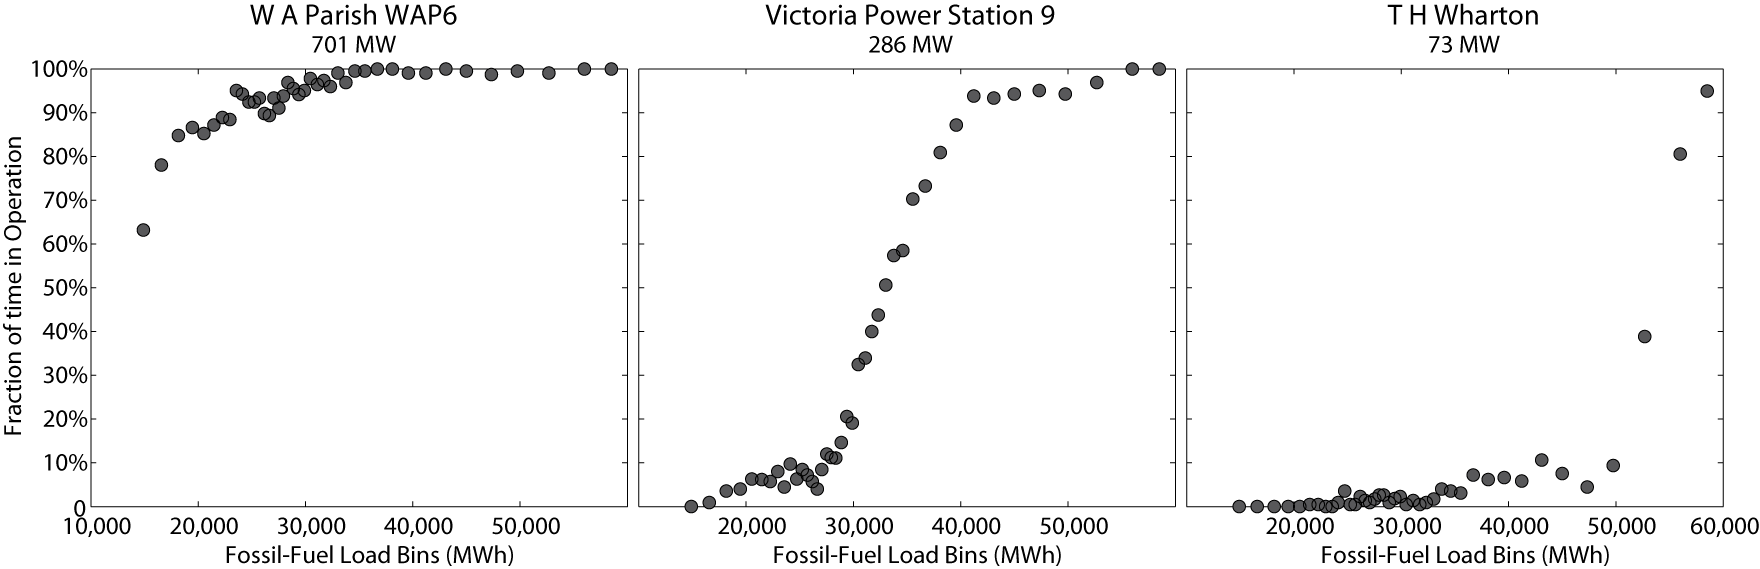 W A Parish WAP6
701 MW
Victoria Power Station 9
286 MW
T H Wharton
73 MW
Fraction of time in Operation
100%
90%
80%
70%
60%
50%
40%
30%
20%
10%
0
10,000 20,000 30,000 40,000 50,000
20,000 30,000 40,000 50,000
20,000 30,000 40,000 50,000 60,000
Fossil-Fuel Load Bins (MWh)
Fossil-Fuel Load Bins (MWh)
Fossil-Fuel Load Bins (MWh)